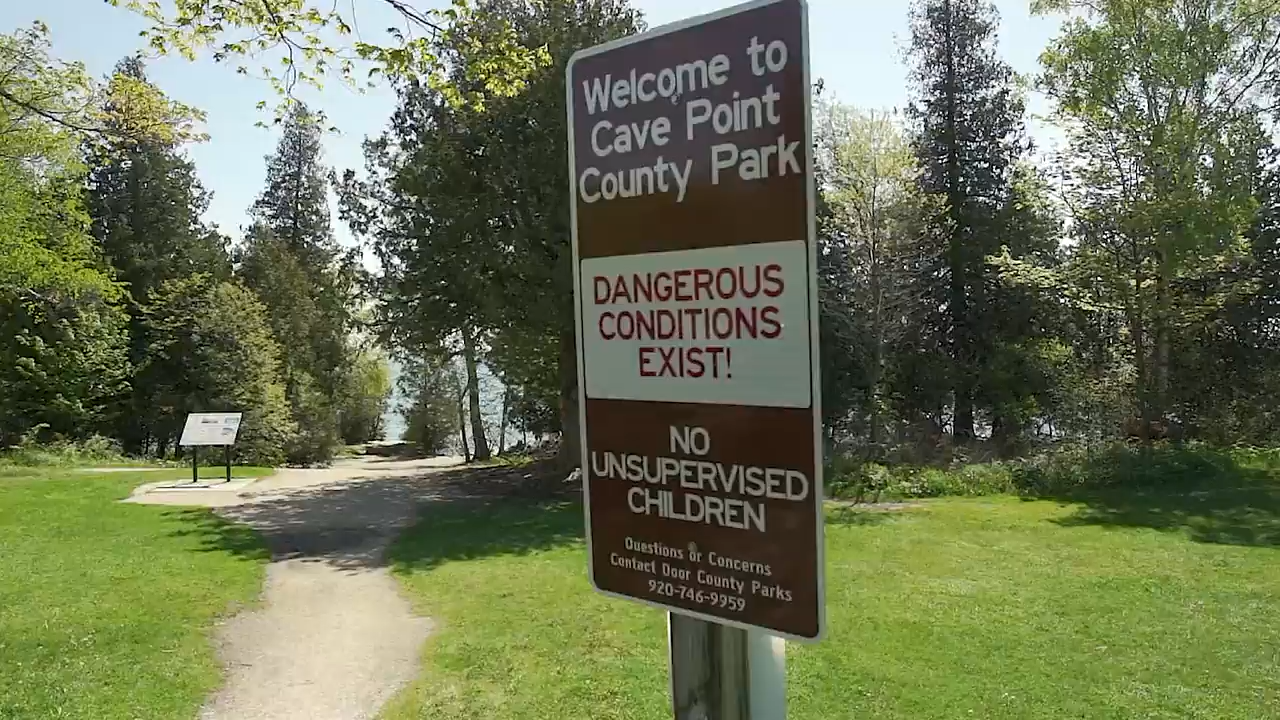 Welcome to
Cave Point
County Park
DANGEROUS
CONDITIONS
EXIST!
NO
UNSUPERVISED
CHILDREN
Questions or Concerns
Contact Door County Parks
920-746-9959